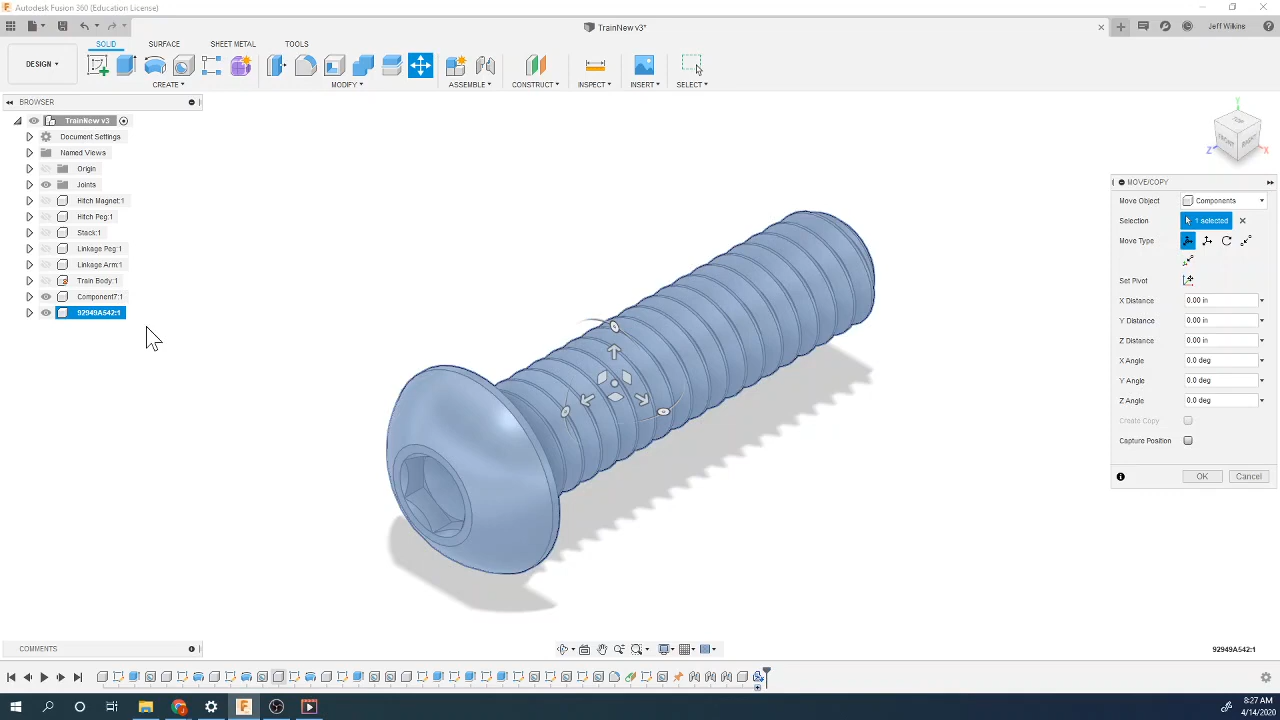 Autodesk Fusion 360 (Education License)
TrainNew v3*
Jeff Wilkins
DESIGN
SOLID
SURFACE
SHEET METAL
TOOLS
CREATE
MODIFY
ASSEMBLE
CONSTRUCT
INSPECT
INSERT
SELECT
BROWSER
TrainNew v3
Document Settings
Named Views
Origin
Joints
Hitch Magnet:1
Hitch Peg:1
Stack:1
Linkage Peg:1
Linkage Arm:1
Train Body:1
Component7:1
92949A542:1
TOP
FRONT
RIGHT
Y
Z
X
MOVE/COPY
Move Object
Components
Selection
1 selected
Move Type
Set Pivot
X Distance
0.00 in
Y Distance
0.00 in
Z Distance
0.00 in
X Angle
0.0 deg
Y Angle
0.0 deg
Z Angle
0.0 deg
Create Copy
Capture Position
OK
Cancel
COMMENTS
92949A542:1
8:27 AM
4/14/2020